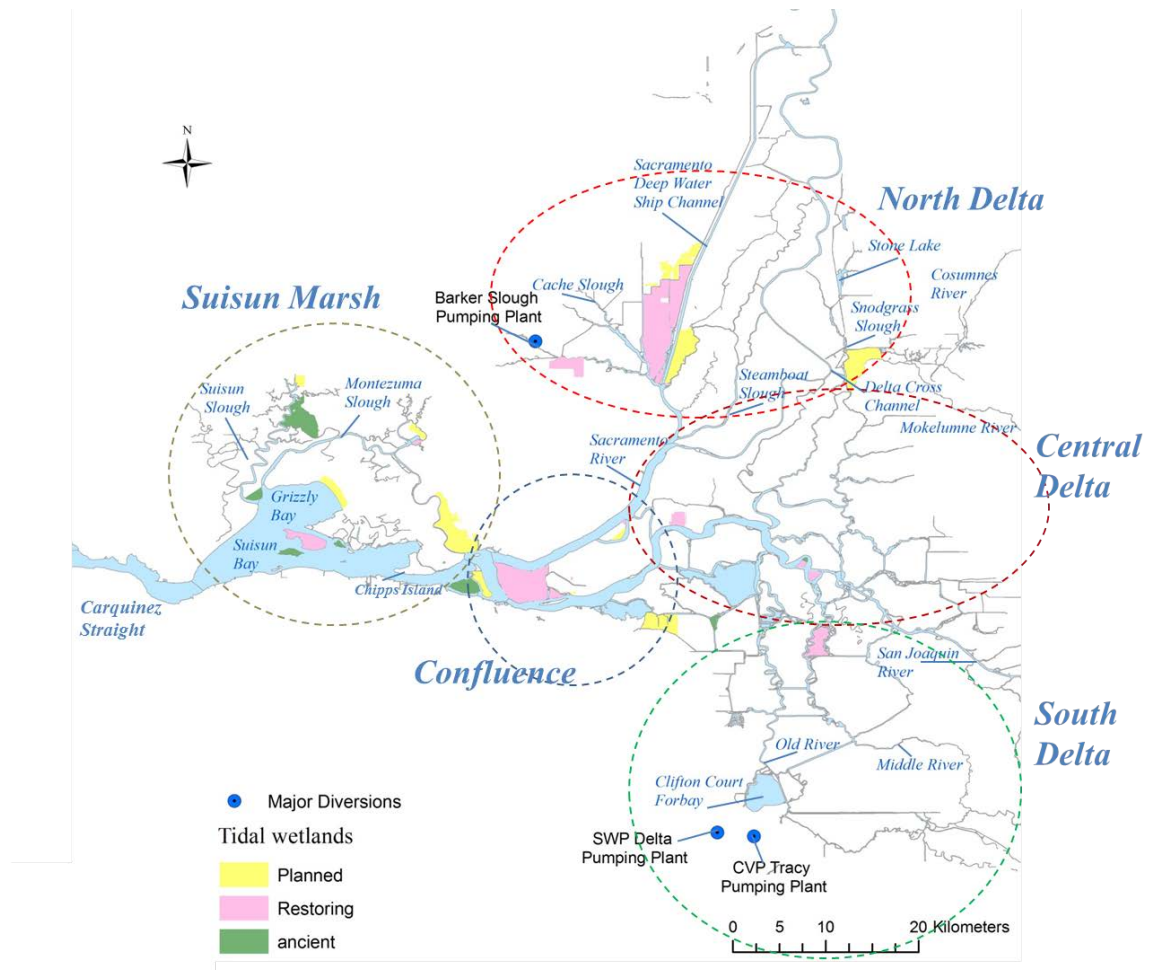 N
Sacramento
Deep Water
Ship Channel
North Delta
Stone Lake
Cosumnes
River
Cache Slough
Suisun Marsh
Barker Slough
Pumping Plant
Snodgrass
Slough
Steamboat
Slough
Delta Cross
Channel
Mokelumne River
Suisun
Slough
Montezuma
Slough
Sacramento
River
Central
Delta
Grizzly
Bay
Suisun
Bay
Chipps Island
Carquinez
Straight
Confluence
San Joaquin
River
South
Delta
Old River
Middle River
Clifton Court
Forbay
SWP Delta
Pumping Plant
CVP Tracy
Pumping Plant
Major Diversions
Tidal wetlands
Planned
Restoring
ancient
0 5 10 20 Kilometers